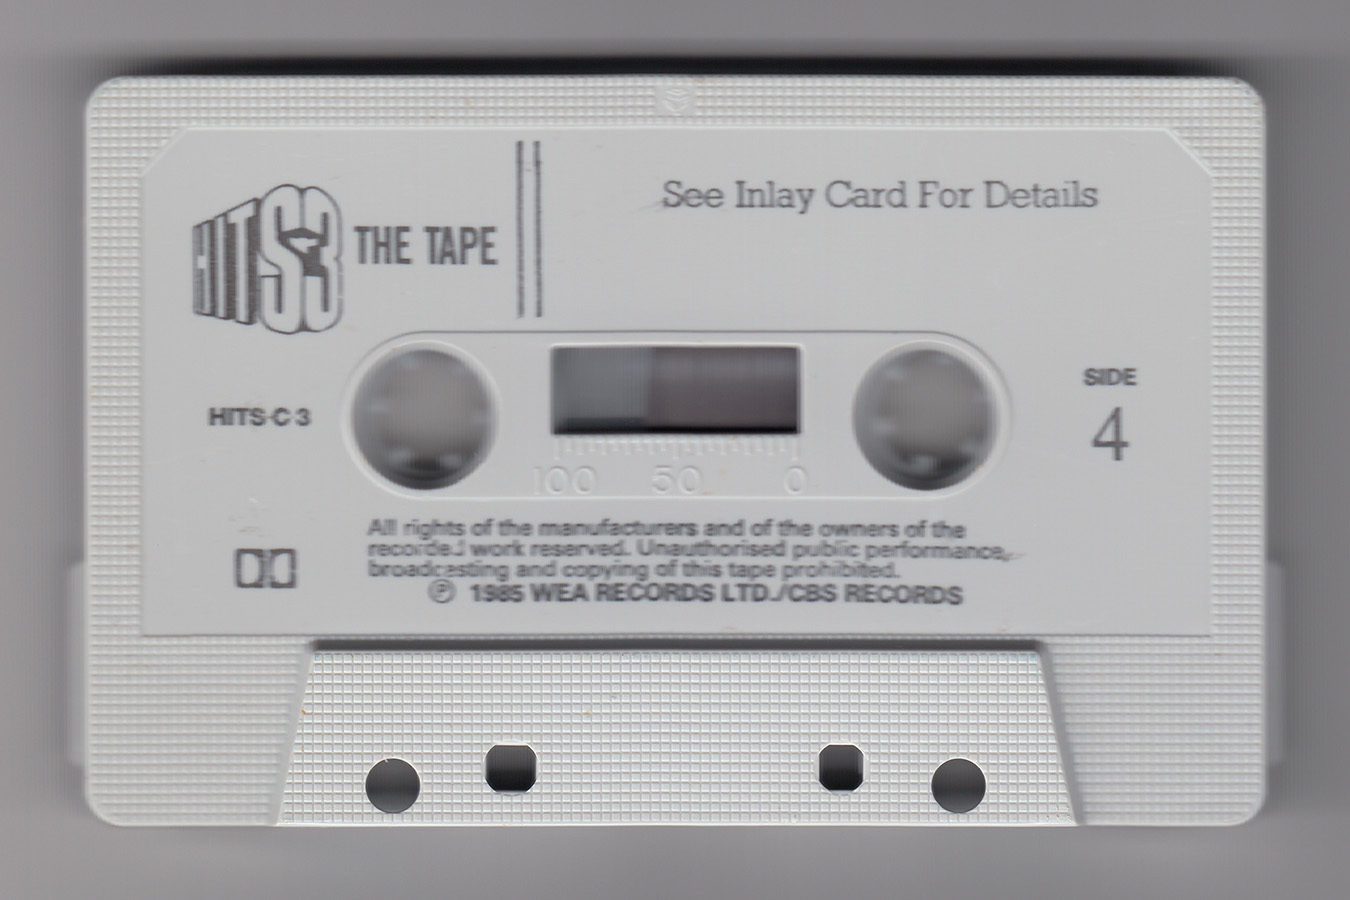 See Inlay Card For Details
HITS 3 THE TAPE
SIDE
4
HITS C 3
100 50 0
All rights of the manufacturers and of the owners of the
recorded work reserved. Unauthorised public performance,
broadcasting and copying of this tape prohibited.
℗ 1985 WEA RECORDS LTD./CBS RECORDS